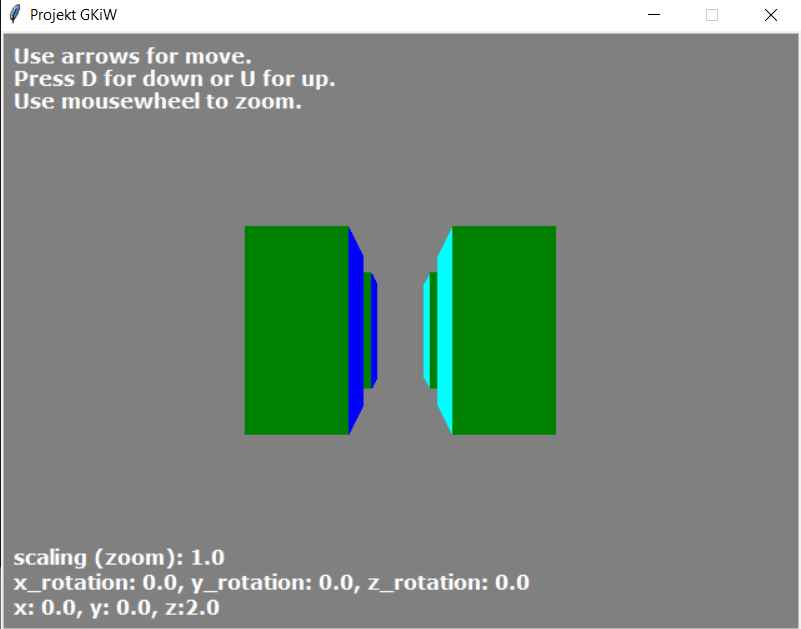 Projekt GKiW
Use arrows for move.
Press D for down or U for up.
Use mousewheel to zoom.
scaling (zoom): 1.0
x_rotation: 0.0, y_rotation: 0.0, z_rotation: 0.0
x: 0.0, y: 0.0, z:2.0